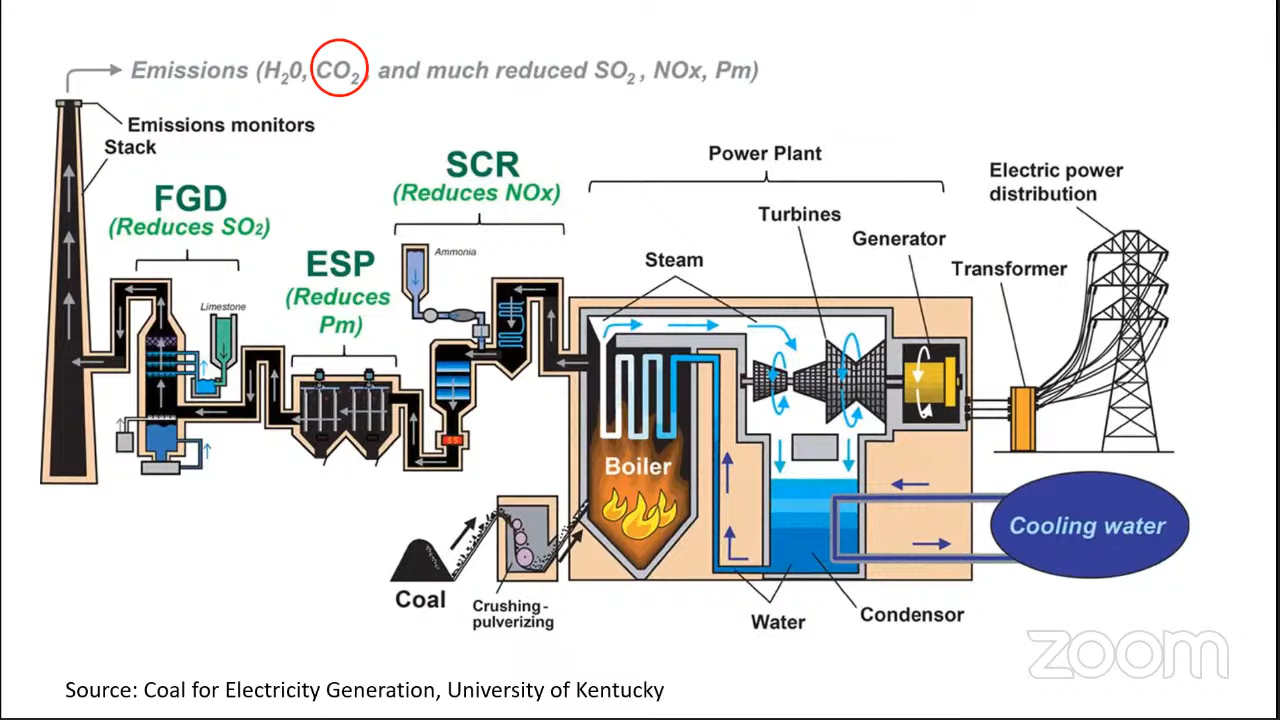 Emissions (H20, CO2, and much reduced SO2, NOx, Pm)
Emissions monitors
Stack
FGD
(Reduces SO2)
Limestone
ESP
(Reduces
Pm)
SCR
(Reduces NOx)
Ammonia
SS
Power Plant
Steam
Turbines
Generator
Electric power
distribution
Transformer
Boiler
Cooling water
Coal
Crushing-
pulverizing
Water
Condensor
zoom
Source: Coal for Electricity Generation, University of Kentucky